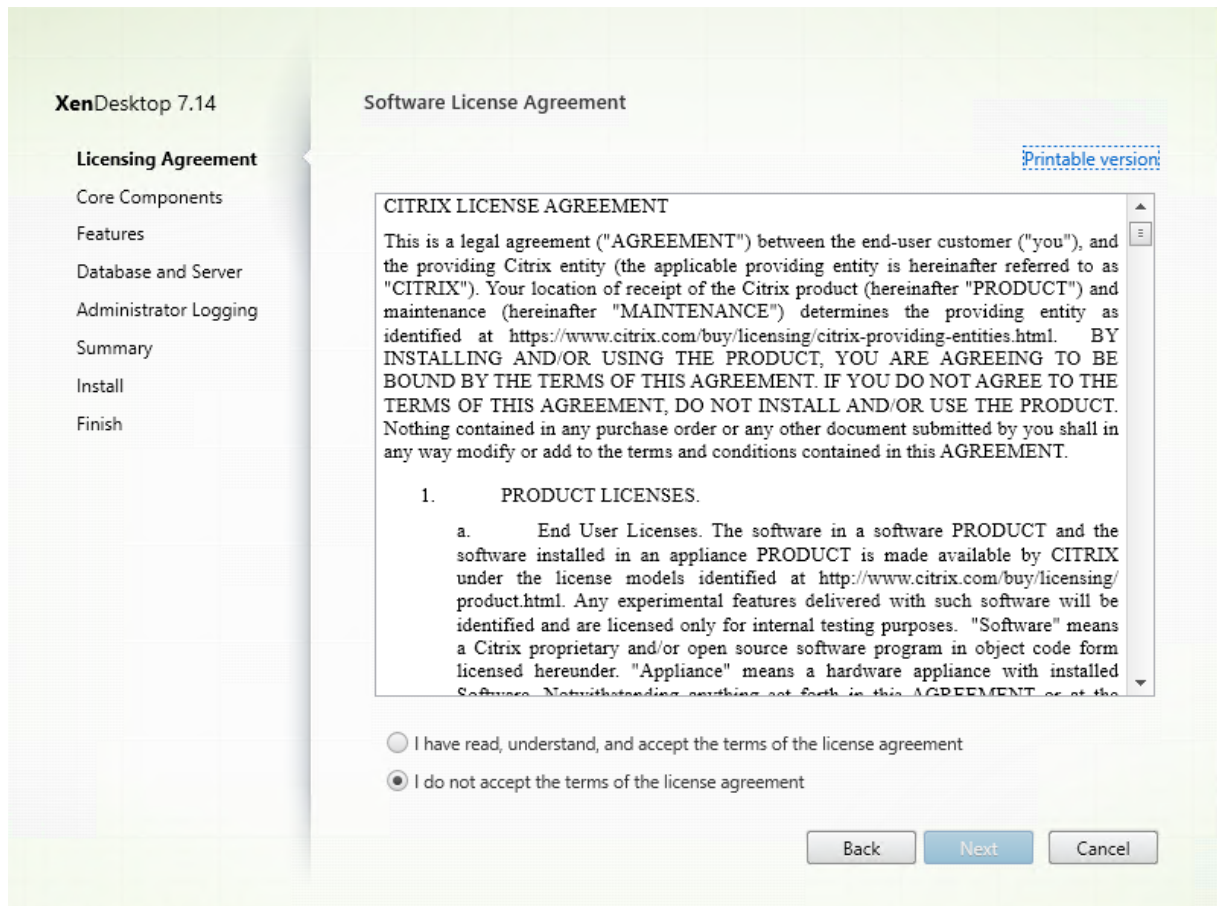 XenDesktop 7.14
Licensing Agreement
Core Components
Features
Database and Server
Administrator Logging
Summary
Install
Finish
Software License Agreement
Printable version
CITRIX LICENSE AGREEMENT
This is a legal agreement ("AGREEMENT") between the end-user customer ("you"), and
the providing Citrix entity (the applicable providing entity is hereinafter referred to as
"CITRIX"). Your location of receipt of the Citrix product (hereinafter "PRODUCT") and
maintenance (hereinafter "MAINTENANCE") determines the providing entity as
identified at https://www.citrix.com/buy/licensing/citrix-providing-entities.html. BY
INSTALLING AND/OR USING THE PRODUCT, YOU ARE AGREEING TO BE
BOUND BY THE TERMS OF THIS AGREEMENT. IF YOU DO NOT AGREE TO THE
TERMS OF THIS AGREEMENT, DO NOT INSTALL AND/OR USE THE PRODUCT.
Nothing contained in any purchase order or any other document submitted by you shall in
any way modify or add to the terms and conditions contained in this AGREEMENT.
1. PRODUCT LICENSES.
a. End User Licenses. The software in a software PRODUCT and the
software installed in an appliance PRODUCT is made available by CITRIX
under the license models identified at http://www.citrix.com/buy/licensing/
product.html. Any experimental features delivered with such software will be
identified and are licensed only for internal testing purposes. "Software" means
a Citrix proprietary and/or open source software program in object code form
licensed hereunder. "Appliance" means a hardware appliance with installed
Software. Notwithstanding anything set forth in this AGREEMENT or at the
I have read, understand, and accept the terms of the license agreement
I do not accept the terms of the license agreement
Back
Next
Cancel